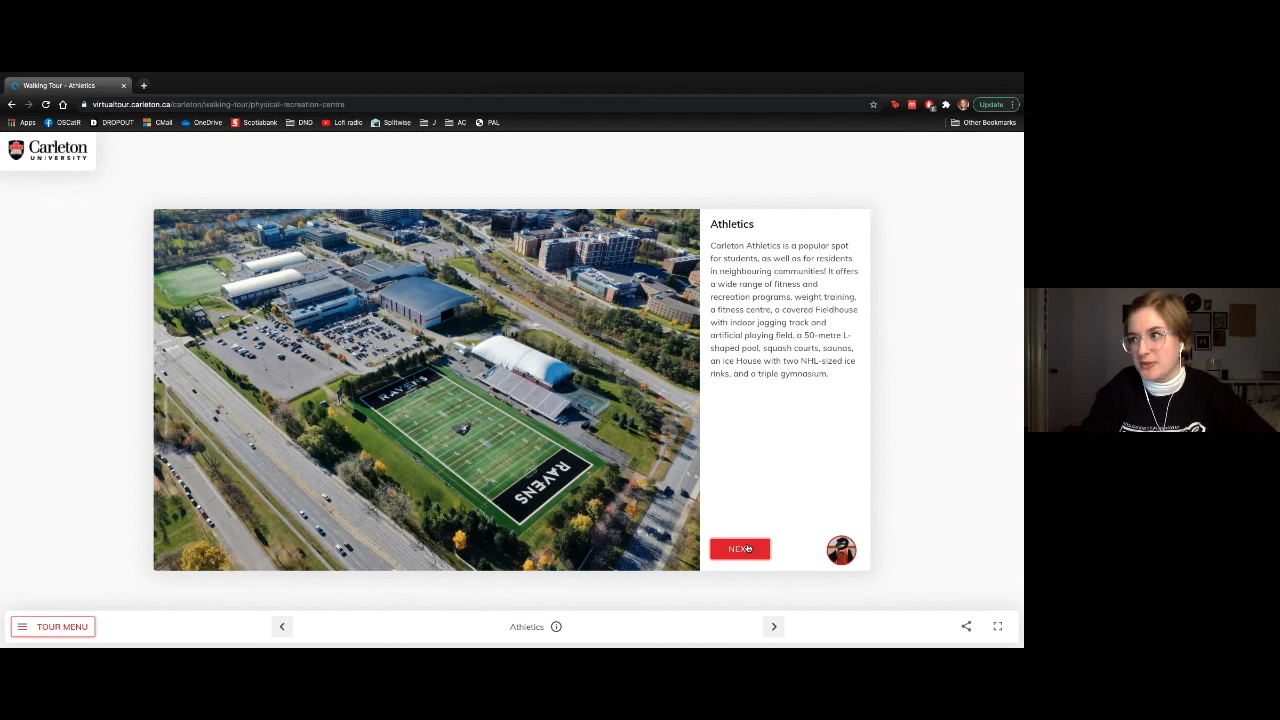 Walking Tour - Athletics
virtualtour.carleton.ca/carleton/walking-tour/physical-recreation-centre
Update
Apps OSCatR DROPOUT GMail OneDrive Scotiabank DND Lofi radio Splitwise J AC PAL Other Bookmarks
Carleton
UNIVERSITY
Athletics
Carleton Athletics is a popular spot
for students, as well as for residents
in neighbouring communities! It offers
a wide range of fitness and
recreation programs, weight training,
a fitness centre, a covered Fieldhouse
with indoor jogging track and
artificial playing field, a 50-metre L-
shaped pool, squash courts, saunas,
an Ice House with two NHL-sized ice
rinks, and a triple gymnasium.
RAVENS
RAVENS
NEXT
TOUR MENU
Athletics